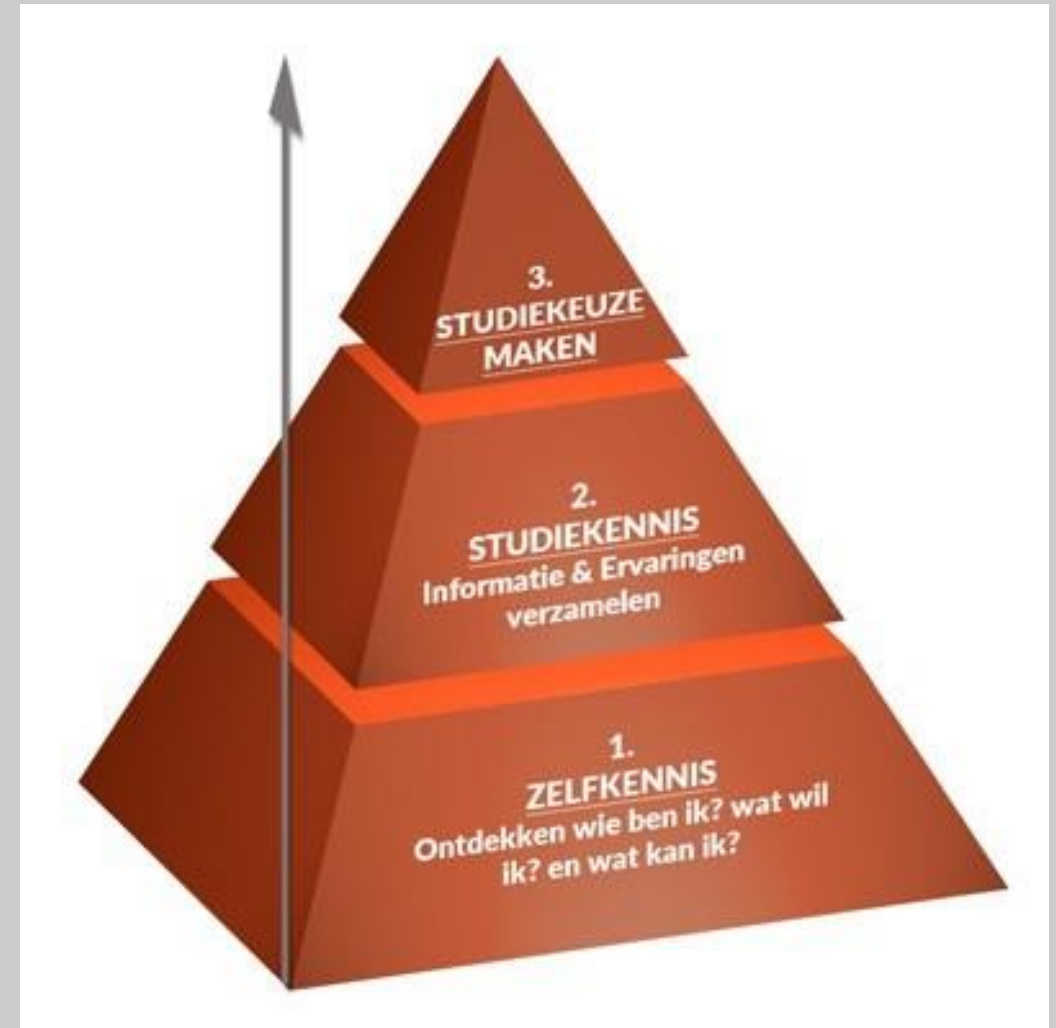 3.
STUDIEKEUZE
MAKEN
2.
STUDIEKENNIS
Informatie & Ervaringen
verzamelen
1.
ZELFKENNIS
Ontdekken wie ben ik? wat wil
ik? en wat kan ik?